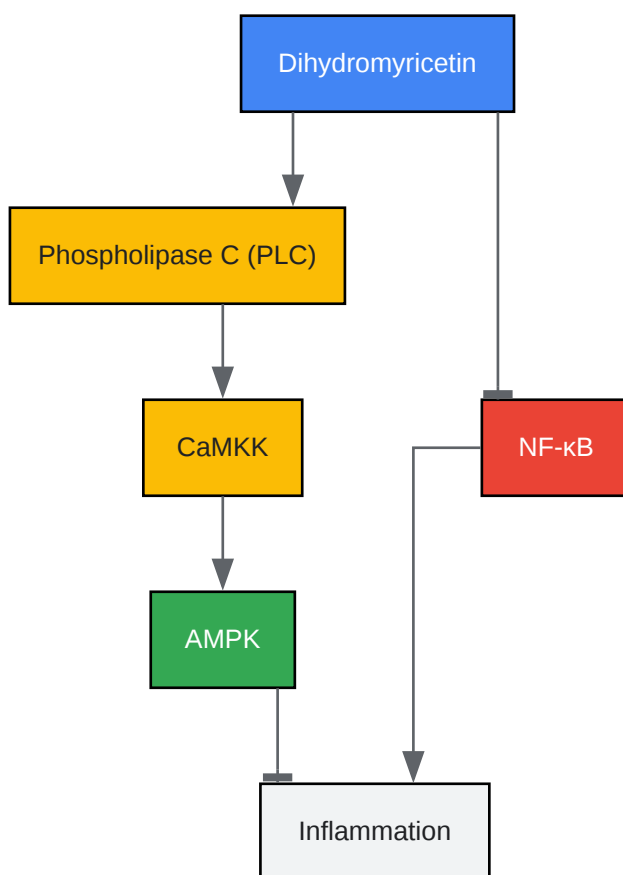 Dihydromyricetin
Phospholipase C (PLC)
CaMKK
NF-κB
AMPK
Inflammation